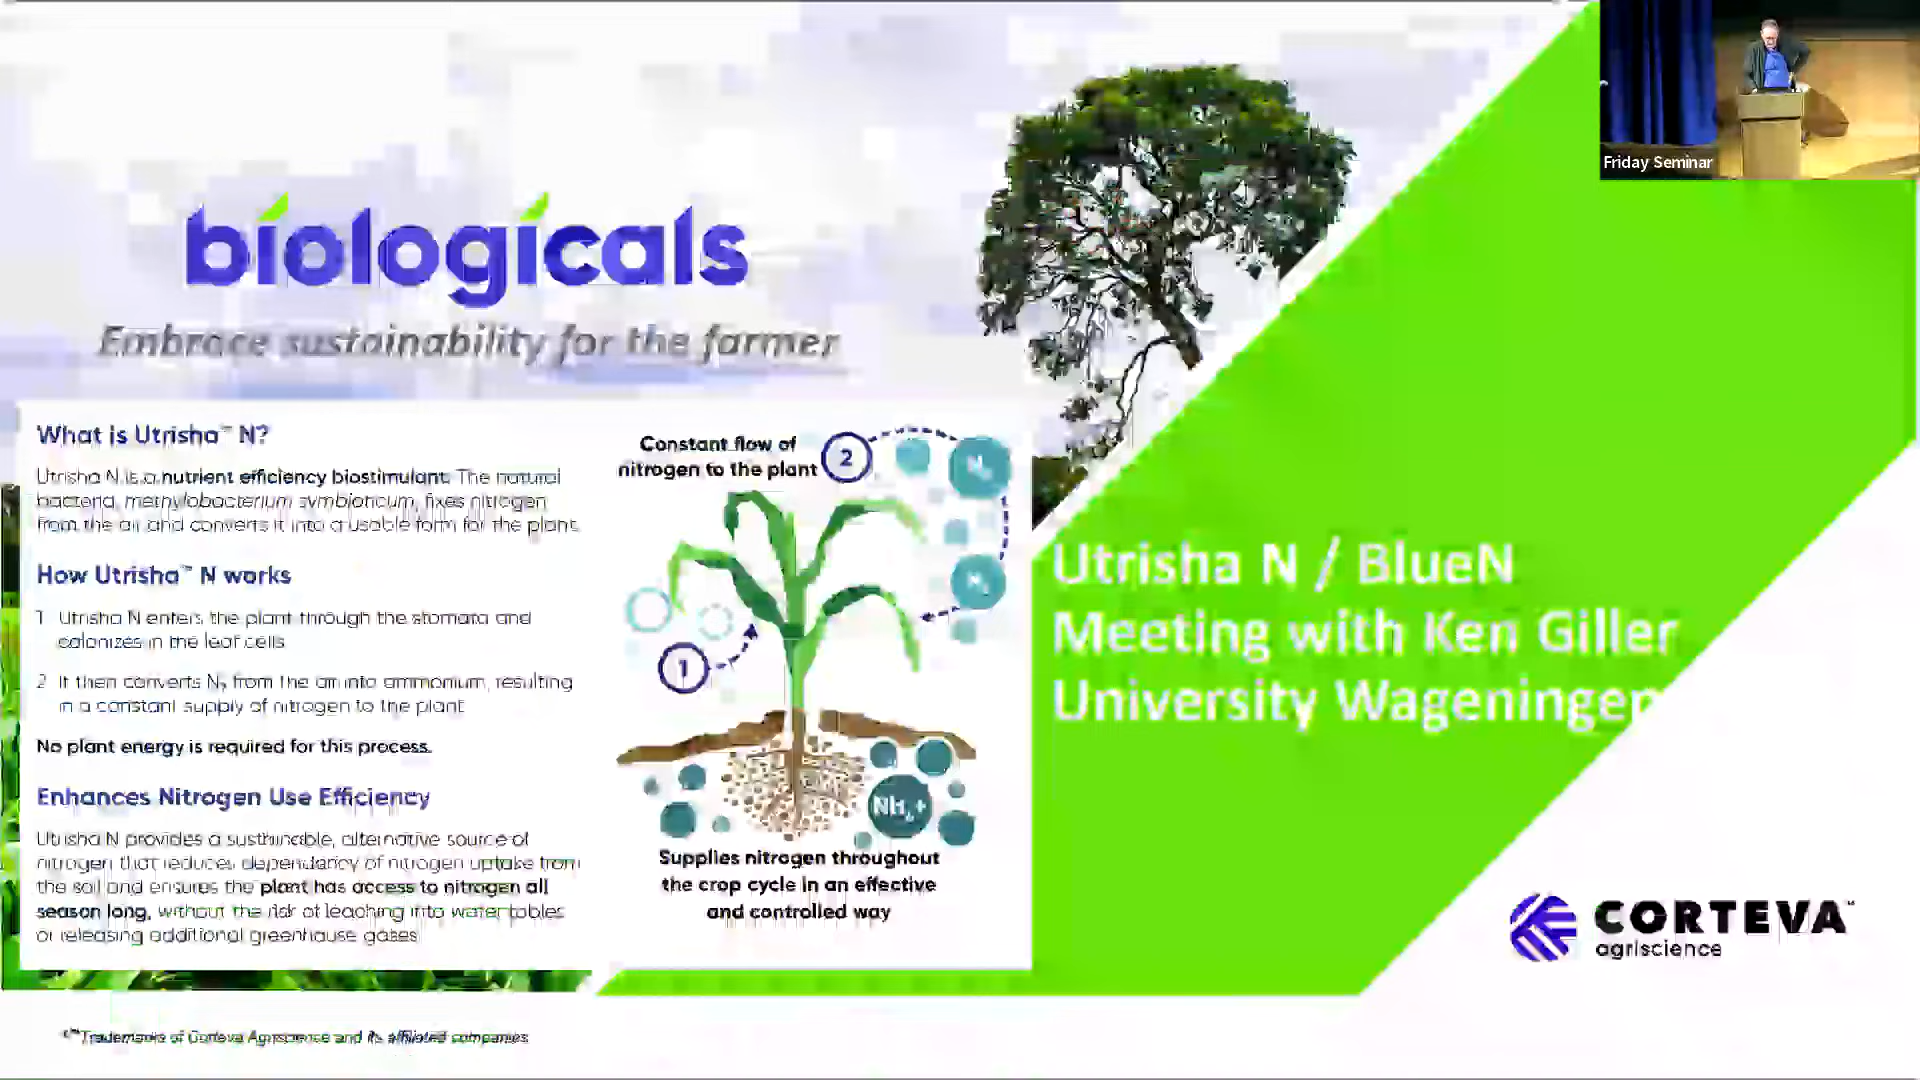 Friday Seminar
biologicals
Embrace sustainability for the farmer
What is Utrisha™ N?
Utrisha N is a nutrient efficiency biostimulant. The natural
bacteria, methylobacterium symbioticum, fixes nitrogen
from the air and converts it into a usable form for the plant.
How Utrisha™ N works
1 Utrisha N enters the plant through the stomata and
colonizes in the leaf cells
2 It then converts N₂ from the air into ammonium, resulting
in a constant supply of nitrogen to the plant
No plant energy is required for this process.
Enhances Nitrogen Use Efficiency
Utrisha N provides a sustainable, alternative source of
nitrogen that reduces dependancy of nitrogen uptake from
the soil and ensures the plant has access to nitrogen all
season long, without the risk of leaching into water tables
or releasing additional greenhouse gases
Constant flow of
nitrogen to the plant
2
N₂
N₂
1
NH₄+
Supplies nitrogen throughout
the crop cycle in an effective
and controlled way
Utrisha N / BlueN
Meeting with Ken Giller
University Wageningen
CORTEVA™
agriscience
Trademarks of Corteva Agriscience and its affiliated companies